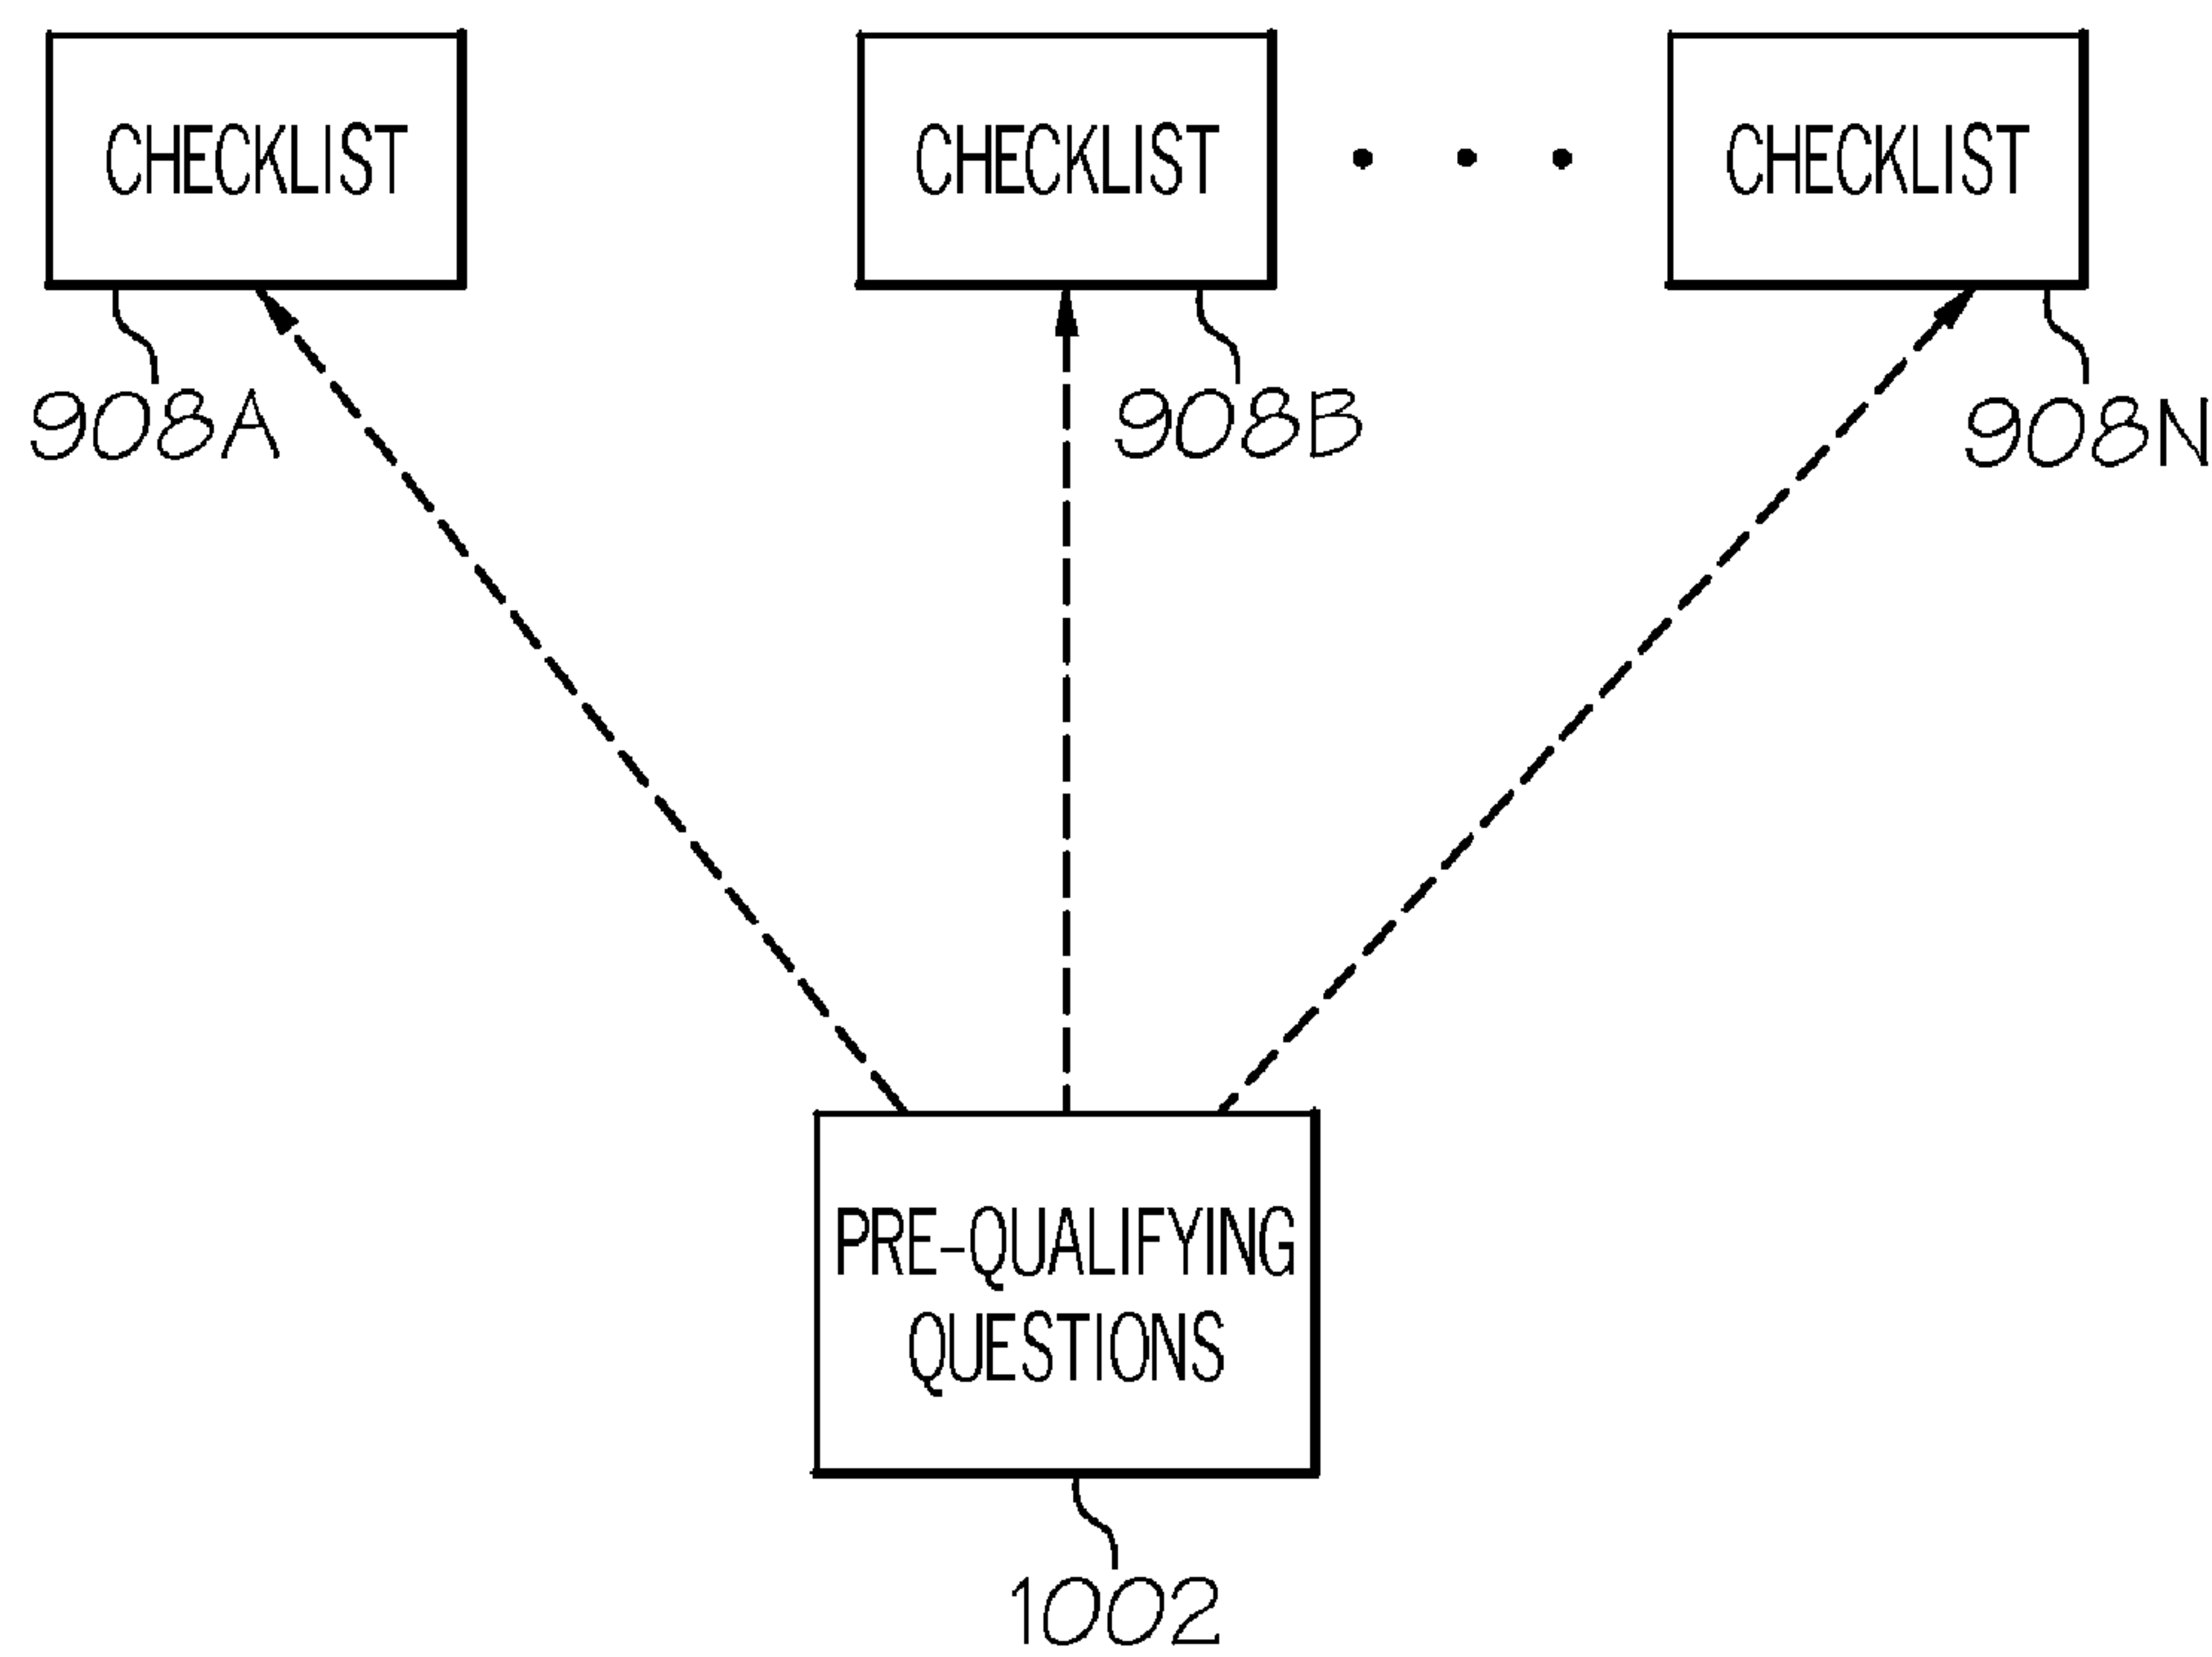 CHECKLIST
CHECKLIST
CHECKLIST
908A
908B
908N
PRE-QUALIFYING
QUESTIONS
1002